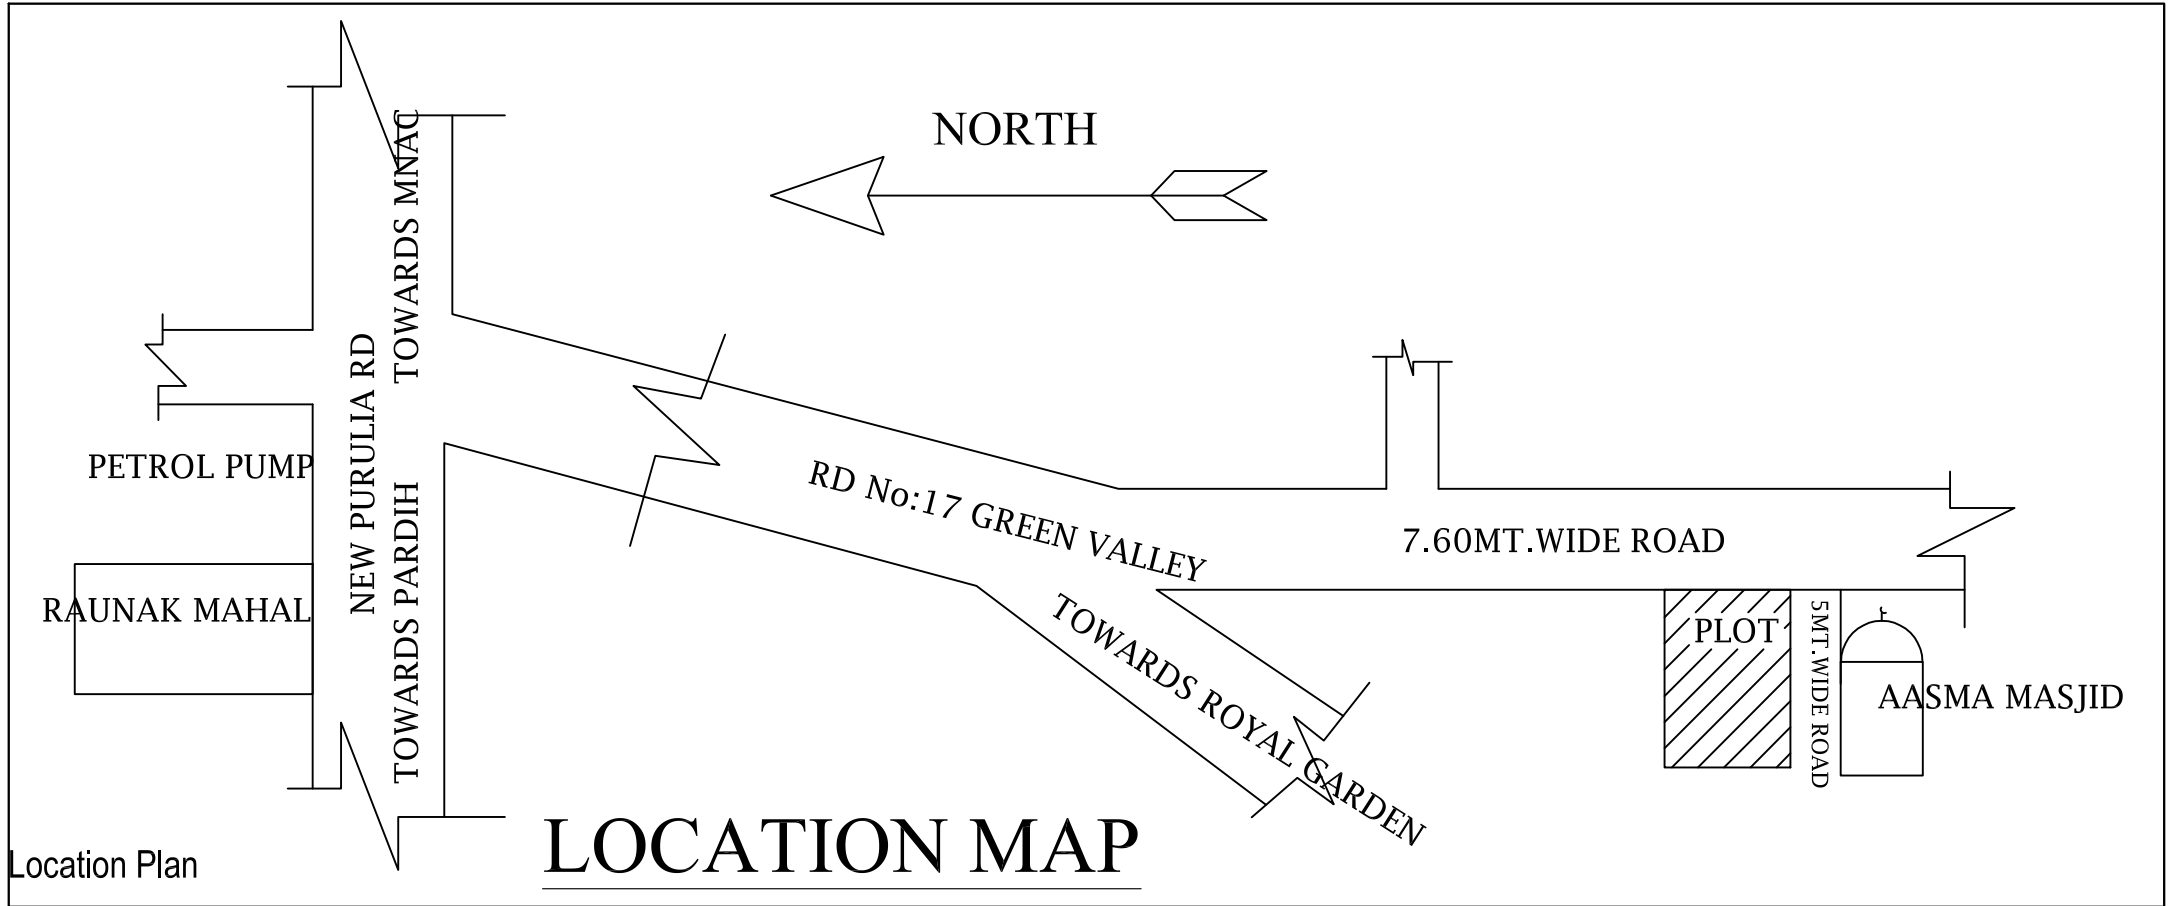 NORTH
TOWARDS MNAC
NEW PURULIA RD
TOWARDS PARDIH
PETROL PUMP
RAUNAK MAHAL
RD No:17 GREEN VALLEY
7.60MT.WIDE ROAD
TOWARDS ROYAL GARDEN
PLOT
5MT.WIDE ROAD
AASMA MASJID
LOCATION MAP
Location Plan